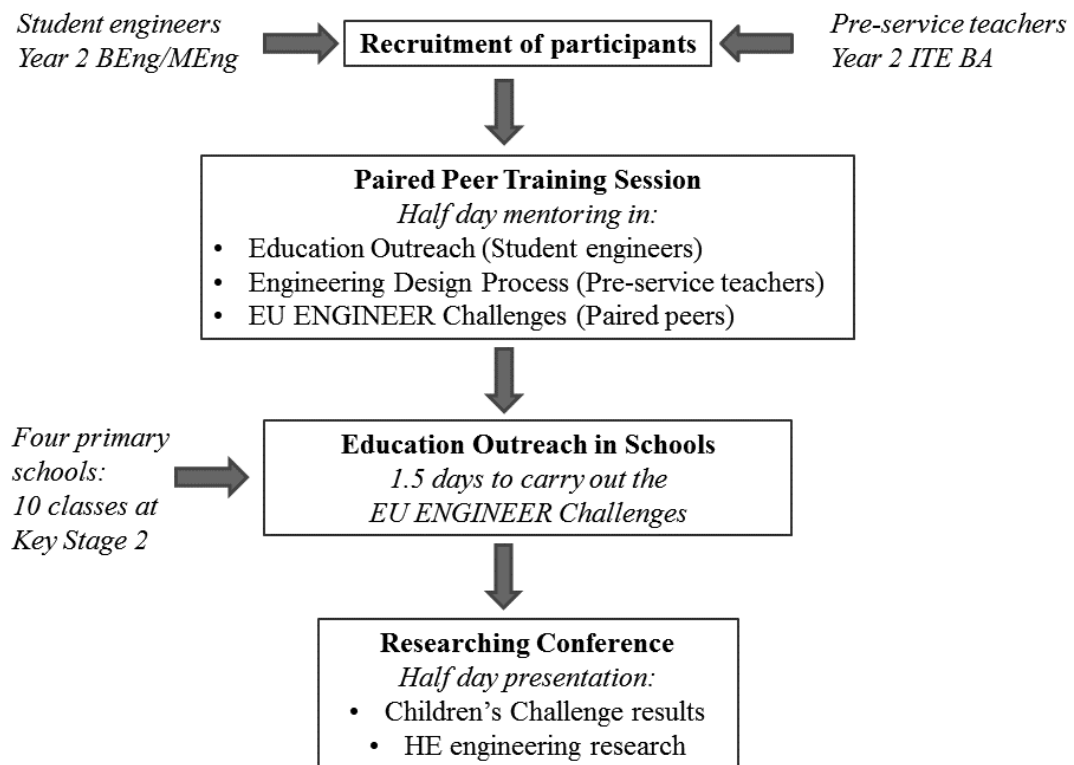 Student engineers
Year 2 BEng/MEng
Recruitment of participants
Pre-service teachers
Year 2 ITE BA
Paired Peer Training Session
Half day mentoring in:
• Education Outreach (Student engineers)
• Engineering Design Process (Pre-service teachers)
• EU ENGINEER Challenges (Paired peers)
Four primary
schools:
10 classes at
Key Stage 2
Education Outreach in Schools
1.5 days to carry out the
EU ENGINEER Challenges
Researching Conference
Half day presentation:
• Children’s Challenge results
• HE engineering research